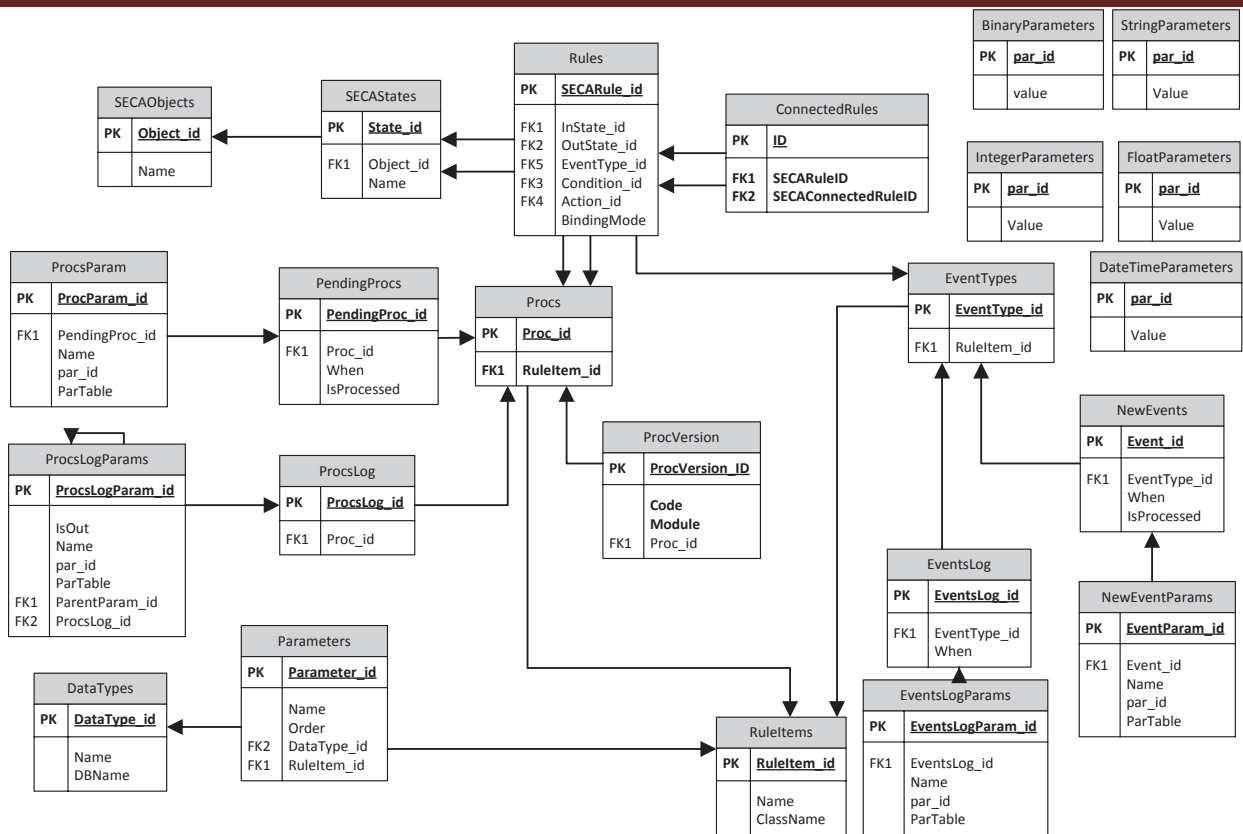 BinaryParameters
PK par_id
value
StringParameters
PK par_id
Value
Rules
PK SECARule_id
FK1 InState_id
FK2 OutState_id
FK5 EventType_id
FK3 Condition_id
FK4 Action_id
BindingMode
SECAObjects
PK Object_id
Name
SECAStates
PK State_id
FK1 Object_id
Name
ConnectedRules
PK ID
FK1 SECARuleID
FK2 SECAConnectedRuleID
IntegerParameters
PK par_id
Value
FloatParameters
PK par_id
Value
ProcsParam
PK ProcParam_id
FK1 PendingProc_id
Name
par_id
ParTable
PendingProcs
PK PendingProc_id
FK1 Proc_id
When
IsProcessed
Procs
PK Proc_id
FK1 RuleItem_id
EventTypes
PK EventType_id
FK1 RuleItem_id
DateTimeParameters
PK par_id
Value
ProcsLogParams
PK ProcsLogParam_id
IsOut
Name
par_id
ParTable
FK1 ParentParam_id
FK2 ProcsLog_id
ProcsLog
PK ProcsLog_id
FK1 Proc_id
ProcVersion
PK ProcVersion_ID
Code
Module
FK1 Proc_id
NewEvents
PK Event_id
FK1 EventType_id
When
IsProcessed
EventsLog
PK EventsLog_id
FK1 EventType_id
When
NewEventParams
PK EventParam_id
FK1 Event_id
Name
par_id
ParTable
DataTypes
PK DataType_id
Name
DBName
Parameters
PK Parameter_id
Name
Order
FK2 DataType_id
FK1 RuleItem_id
RuleItems
PK RuleItem_id
Name
ClassName
EventsLogParams
PK EventsLogParam_id
FK1 EventsLog_id
Name
par_id
ParTable